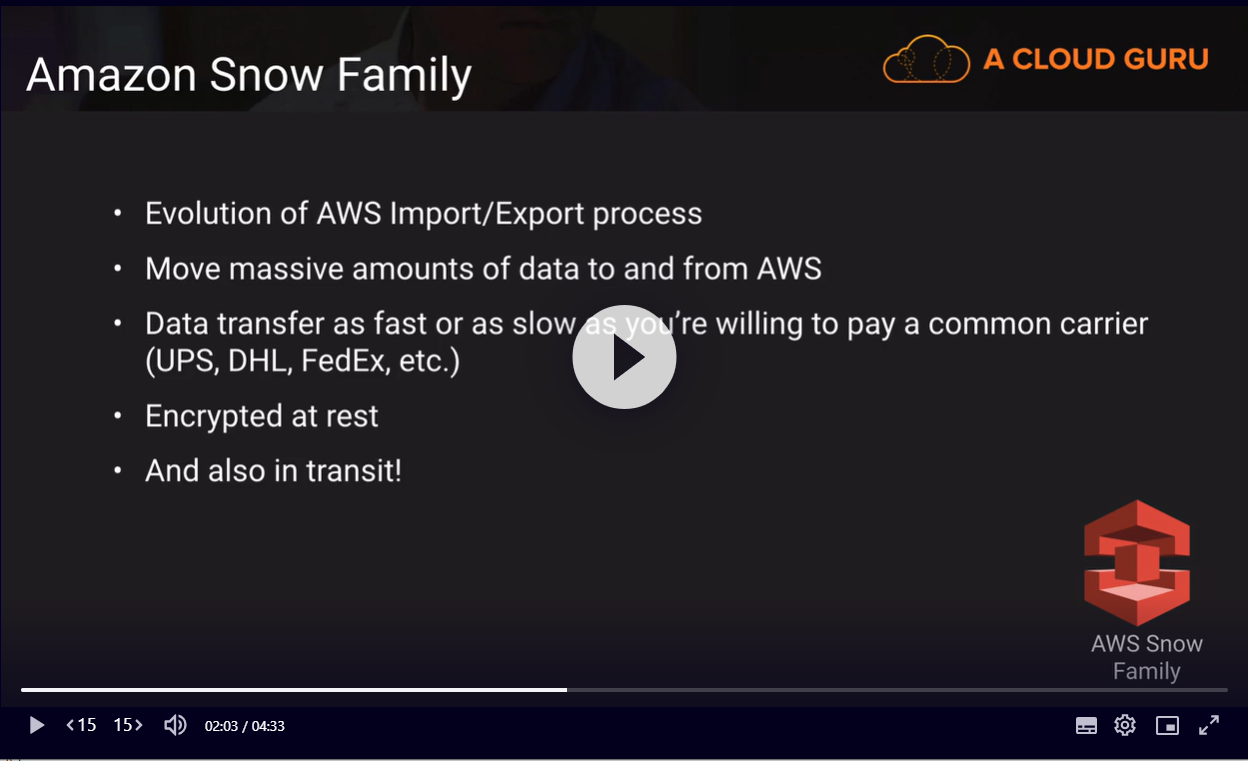 Amazon Snow Family
A CLOUD GURU
• Evolution of AWS Import/Export process
• Move massive amounts of data to and from AWS
• Data transfer as fast or as slow as you’re willing to pay a common carrier
(UPS, DHL, FedEx, etc.)
• Encrypted at rest
• And also in transit!
AWS Snow
Family
<15 15> 02:03 / 04:33